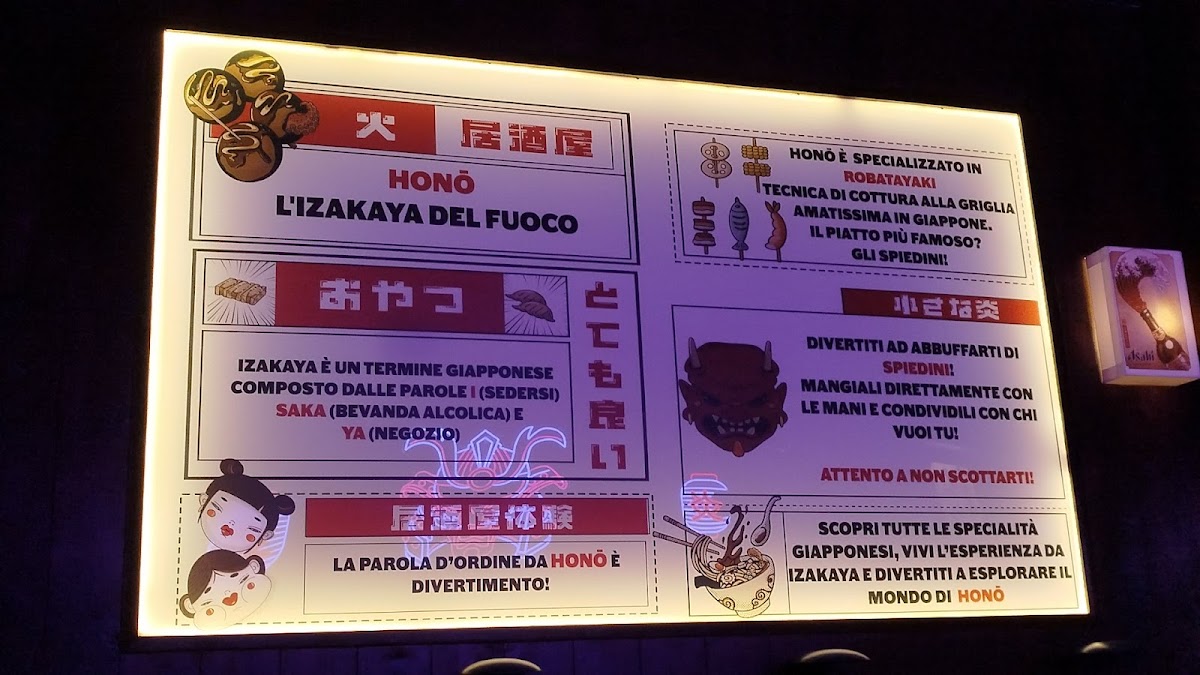 火 居酒屋
HONŌ
L'IZAKAYA DEL FUOCO
おやつ
とても良い
IZAKAYA È UN TERMINE GIAPPONESE
COMPOSTO DALLE PAROLE I (SEDERSI)
SAKA (BEVANDA ALCOLICA) E
YA (NEGOZIO)
居酒屋体験
LA PAROLA D'ORDINE DA HONŌ È
DIVERTIMENTO!
HONŌ È SPECIALIZZATO IN
ROBATAYAKI
TECNICA DI COTTURA ALLA GRIGLIA
AMATISSIMA IN GIAPPONE.
IL PIATTO PIÙ FAMOSO?
GLI SPIEDINI!
小さな炎
DIVERTITI AD ABBUFFARTI DI
SPIEDINI!
MANGIALI DIRETTAMENTE CON
LE MANI E CONDIVIDILI CON CHI
VUOI TU!
ATTENTO A NON SCOTTARTI!
SCOPRI TUTTE LE SPECIALITÀ
GIAPPONESI, VIVI L'ESPERIENZA DA
IZAKAYA E DIVERTITI A ESPLORARE IL
MONDO DI HONŌ
Asahi